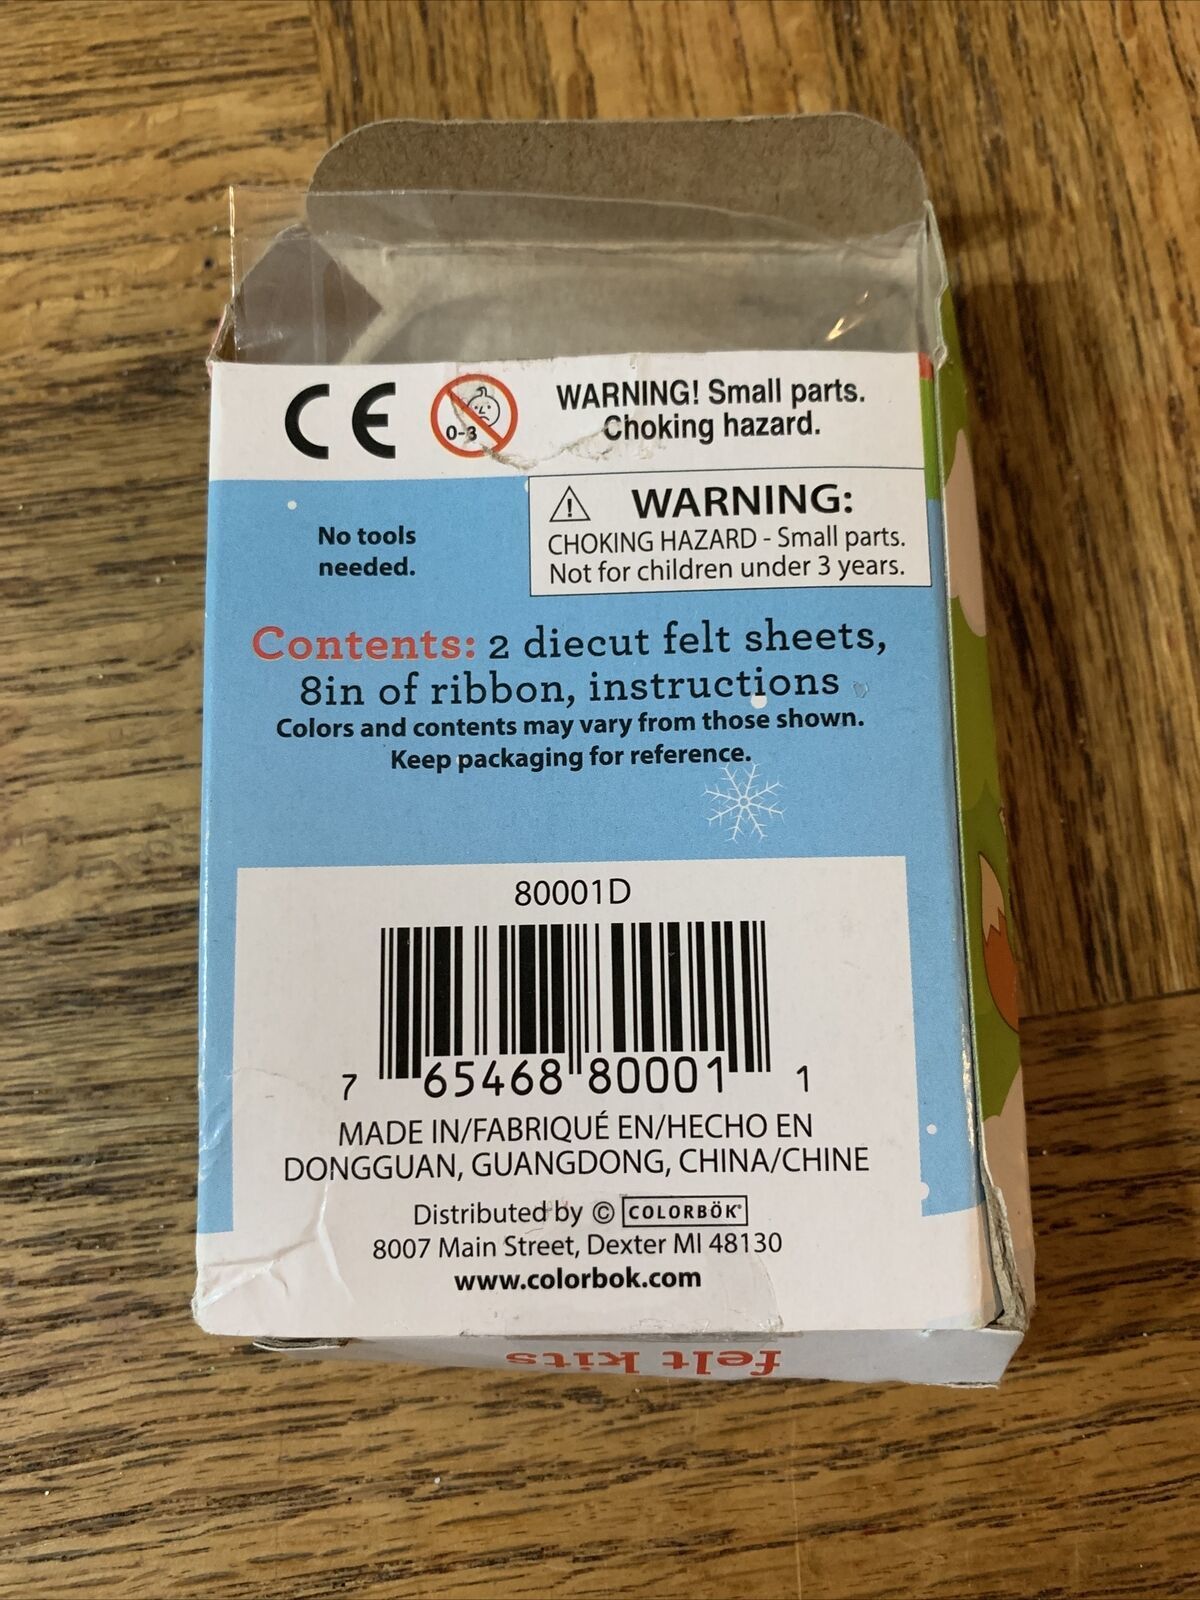 CE
0-3
WARNING! Small parts.
Choking hazard.
WARNING:
CHOKING HAZARD - Small parts.
Not for children under 3 years.
No tools
needed.
Contents: 2 diecut felt sheets,
8in of ribbon, instructions
Colors and contents may vary from those shown.
Keep packaging for reference.
80001D
7 65468 80001 1
MADE IN/FABRIQUÉ EN/HECHO EN
DONGGUAN, GUANGDONG, CHINA/CHINE
Distributed by © COLORBÖK®
8007 Main Street, Dexter MI 48130
www.colorbok.com
felt kits